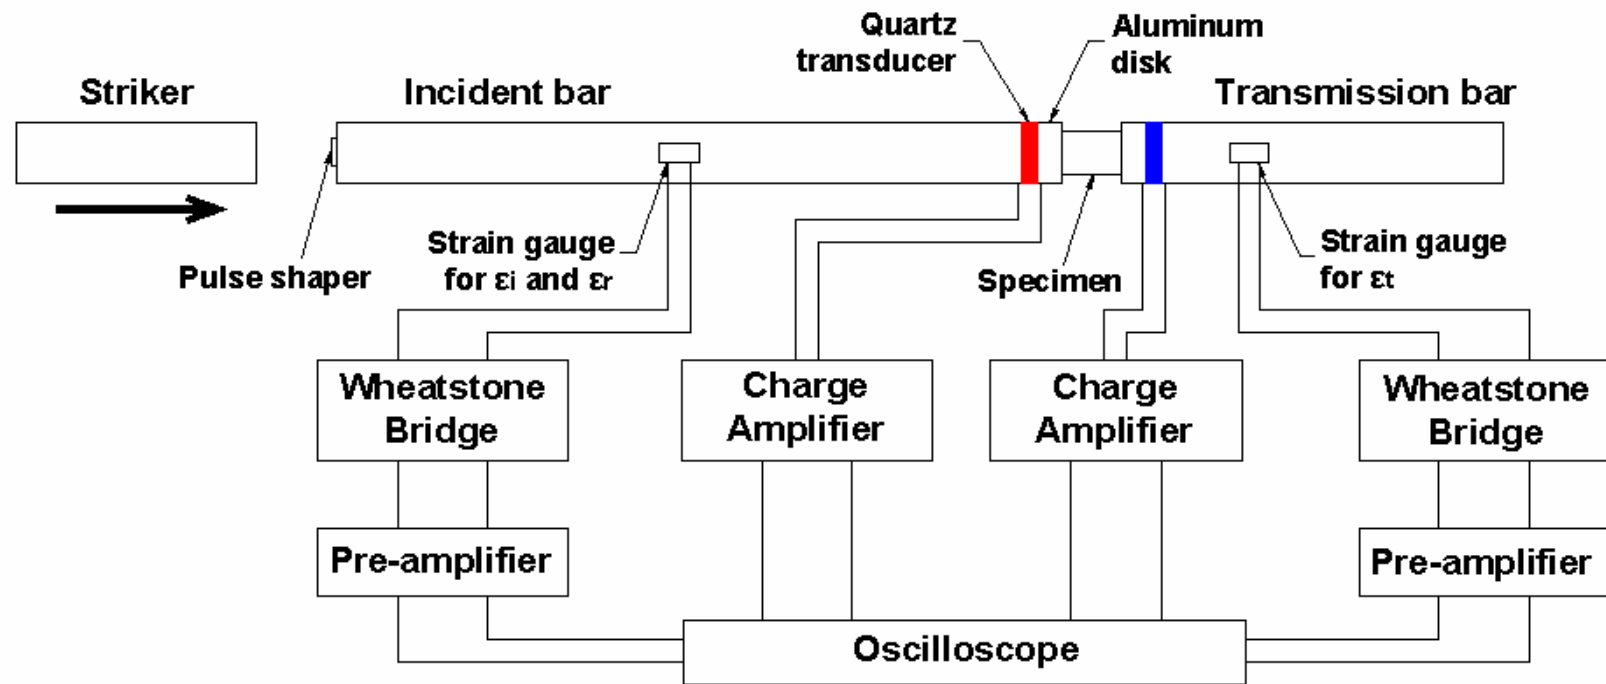 Quartz
transducer
Aluminum
disk
Striker
Incident bar
Transmission bar
Pulse shaper
Strain gauge
for εi and εr
Specimen
Strain gauge
for εt
Wheatstone
Bridge
Charge
Amplifier
Charge
Amplifier
Wheatstone
Bridge
Pre-amplifier
Pre-amplifier
Oscilloscope